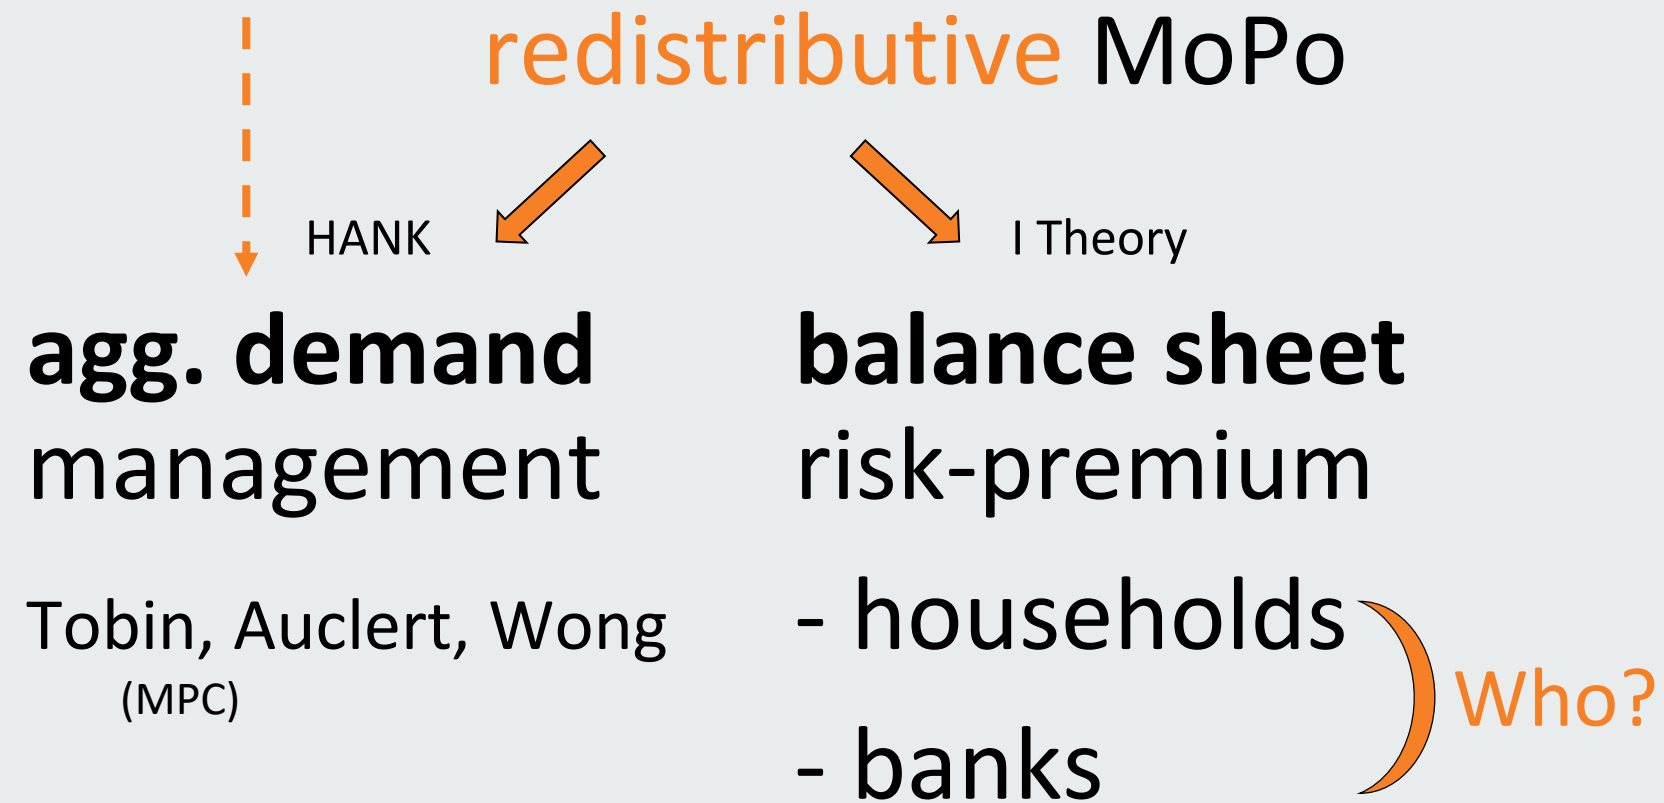 redistributive MoPo
HANK
I Theory
agg. demand
management
Tobin, Auclert, Wong
(MPC)
balance sheet
risk-premium
- households
- banks
Who?